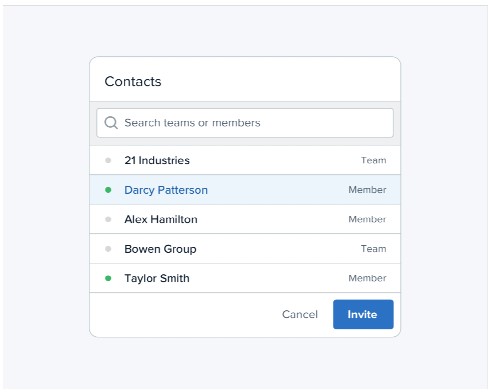 Contacts
Search teams or members
21 Industries Team
Darcy Patterson Member
Alex Hamilton Member
Bowen Group Team
Taylor Smith Member
Cancel Invite